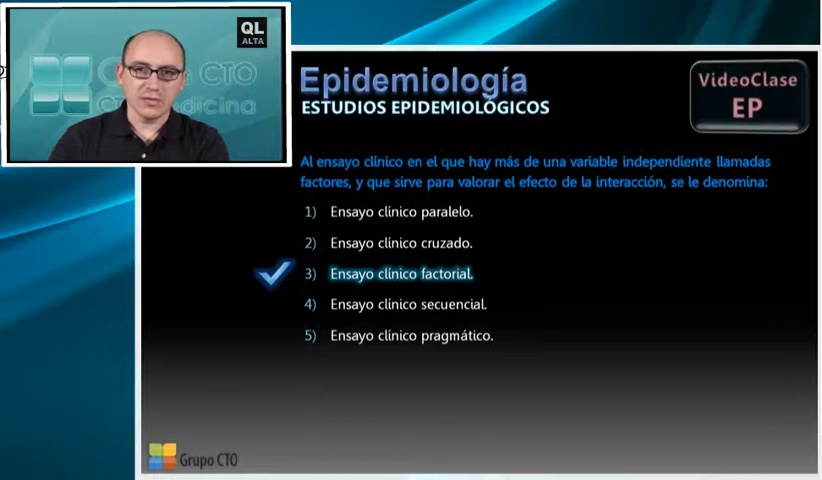 QL
ALTA
CTO
Medicina
Epidemiología
ESTUDIOS EPIDEMIOLÓGICOS
VideoClase
EP
Al ensayo clínico en el que hay más de una variable independiente llamadas
factores, y que sirve para valorar el efecto de la interacción, se le denomina:
1) Ensayo clínico paralelo.
2) Ensayo clínico cruzado.
3) Ensayo clínico factorial.
4) Ensayo clínico secuencial.
5) Ensayo clínico pragmático.
Grupo CTO